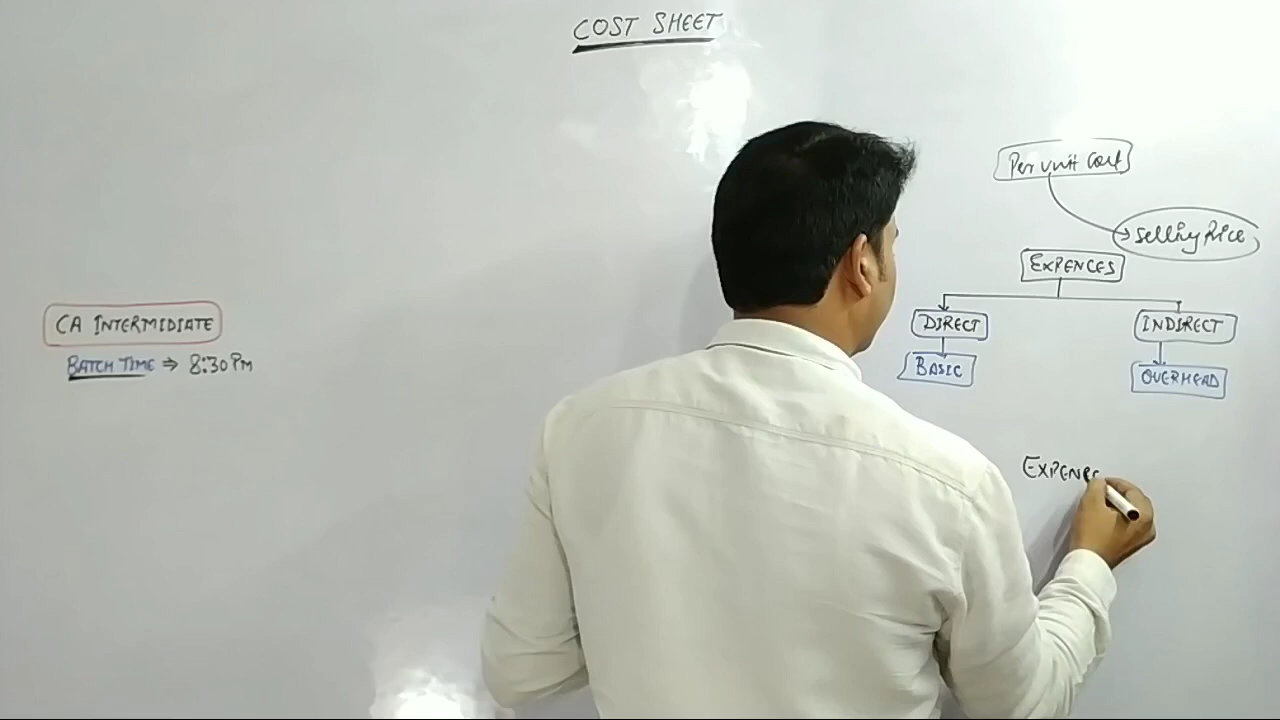 COST SHEET
Per unit Cost
Selling Price
EXPENCES
DIRECT
INDIRECT
BASIC
OVERHEAD
CA INTERMEDIATE
BATCH TIME ⇒ 8:30 PM
EXPENC